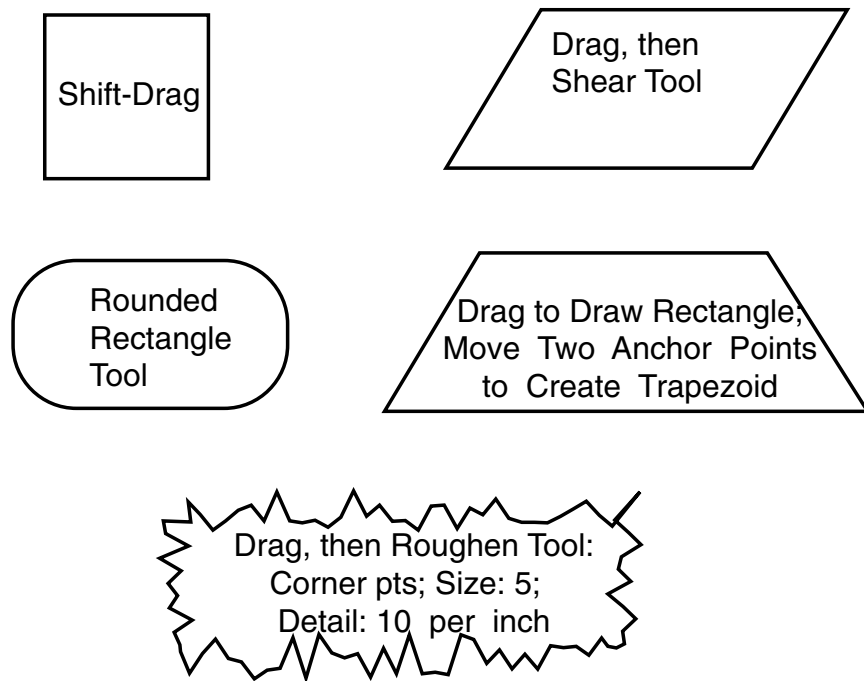 Shift-Drag
Drag, then
Shear Tool
Rounded
Rectangle
Tool
Drag to Draw Rectangle;
Move Two Anchor Points
to Create Trapezoid
Drag, then Roughen Tool:
Corner pts; Size: 5;
Detail: 10 per inch